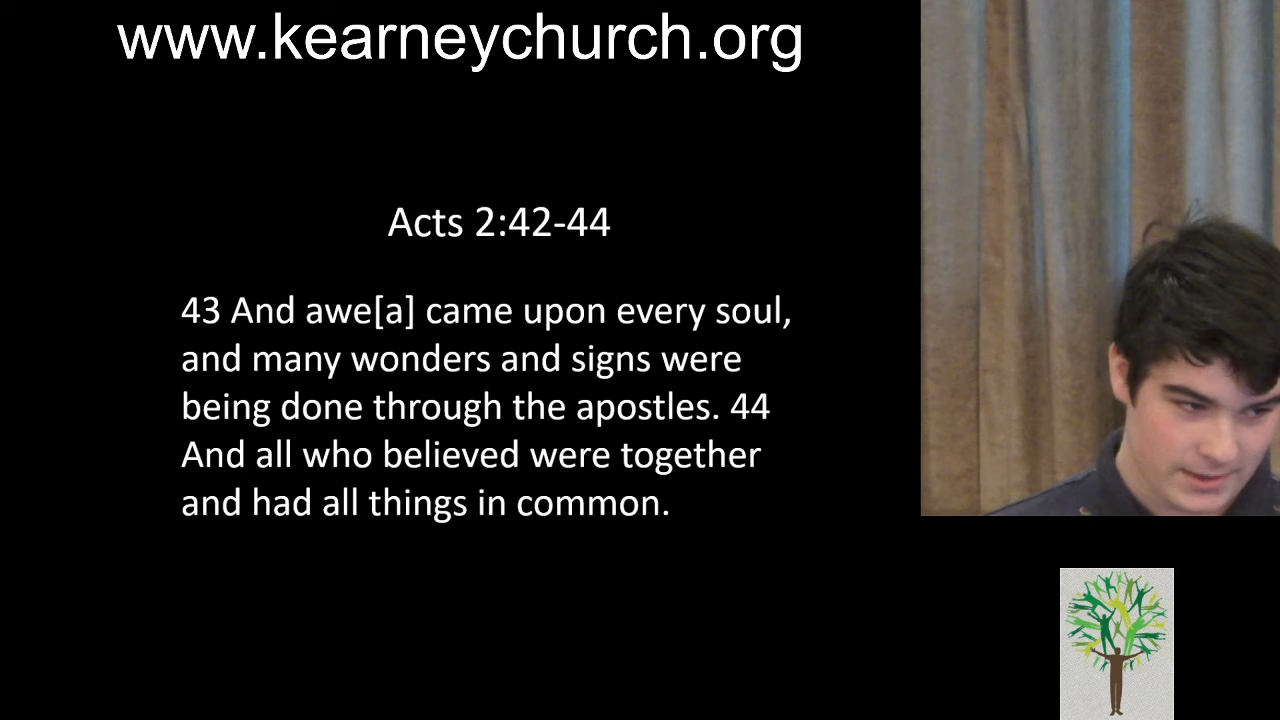 www.kearneychurch.org
Acts 2:42-44
43 And awe[a] came upon every soul,
and many wonders and signs were
being done through the apostles. 44
And all who believed were together
and had all things in common.